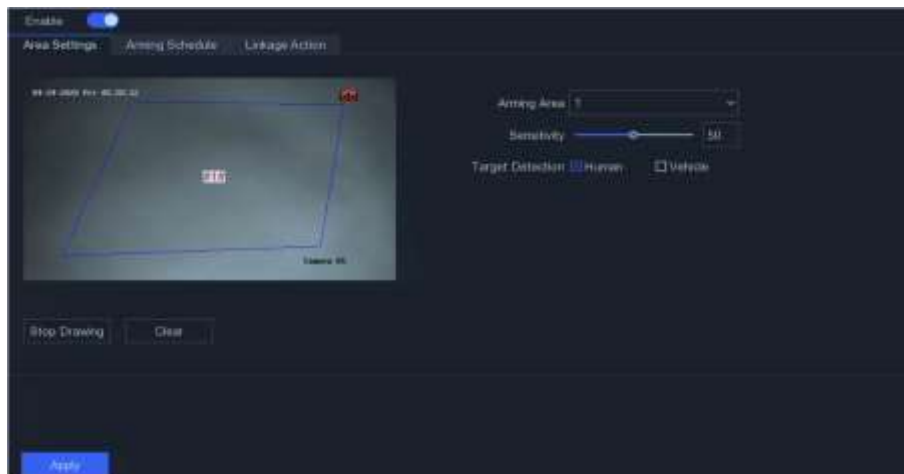 Enable
Area Settings Arming Schedule Linkage Action
Arming Area 1
Sensitivity 50
#1#
Target Detection Human Vehicle
Stop Drawing Clear
Apply